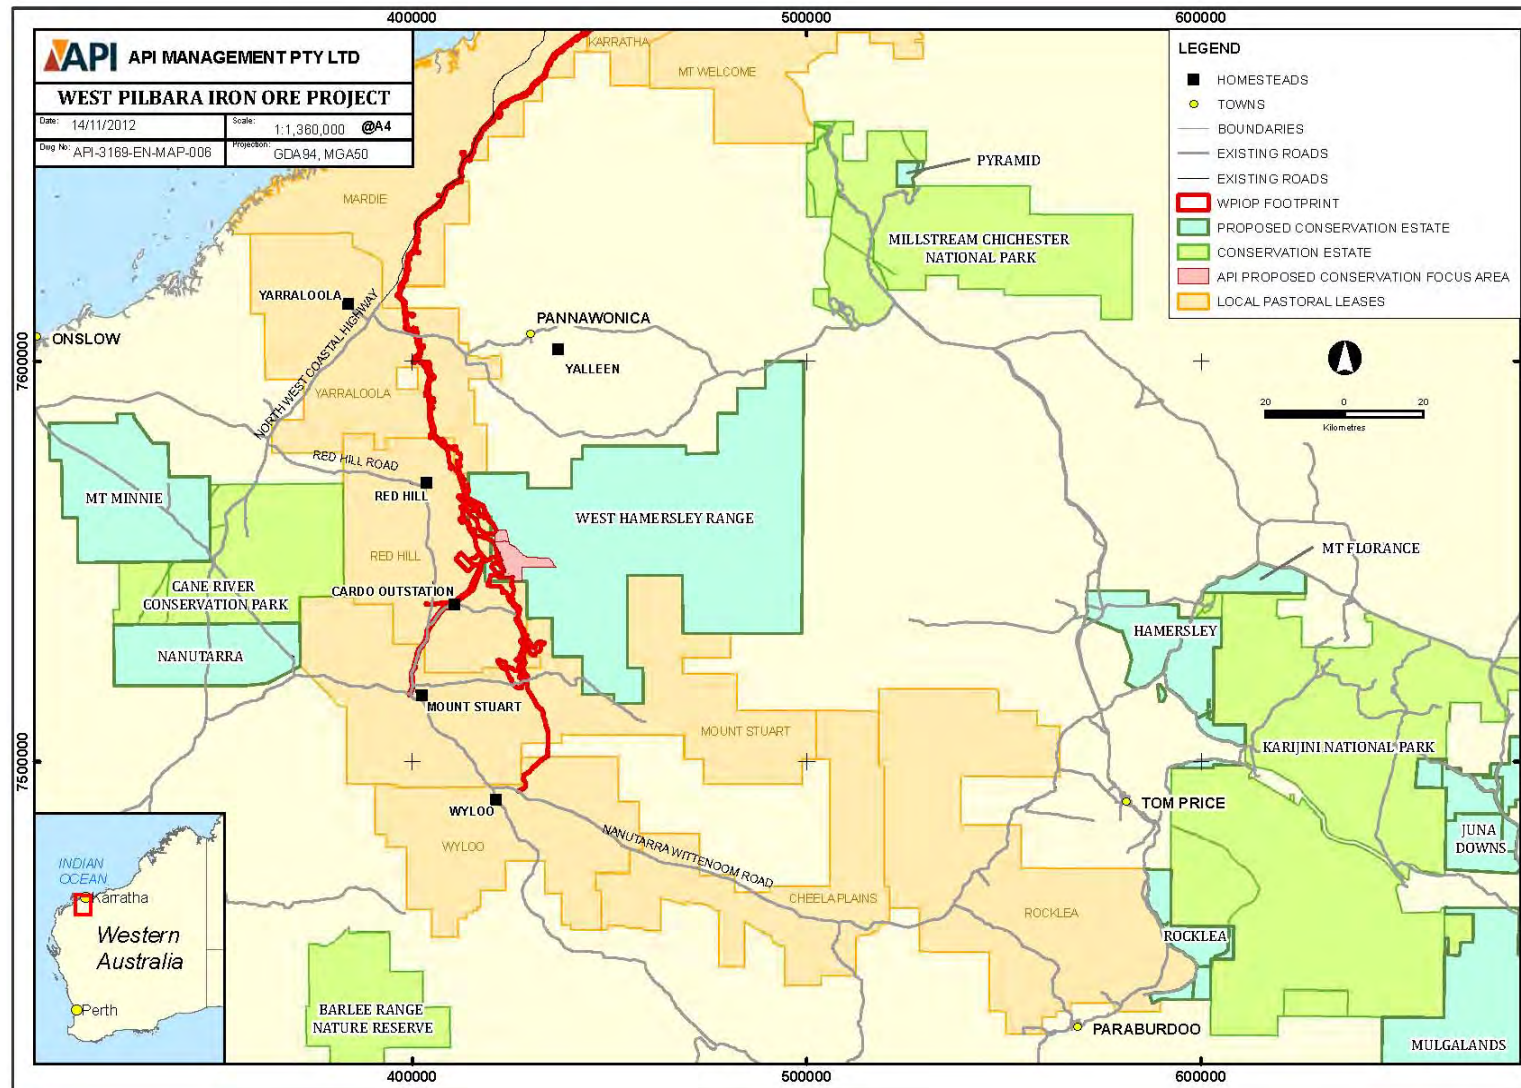 400000
500000
600000
API
API MANAGEMENT PTY LTD
WEST PILBARA IRON ORE PROJECT
Date: 14/11/2012
Scale: 1:1,360,000 @A4
Dwg No: API-3169-EN-MAP-006
Projection: GDA94, MGA50
LEGEND
HOMESTEADS
TOWNS
BOUNDARIES
EXISTING ROADS
EXISTING ROADS
WPIOP FOOTPRINT
PROPOSED CONSERVATION ESTATE
CONSERVATION ESTATE
API PROPOSED CONSERVATION FOCUS AREA
LOCAL PASTORAL LEASES
20 0 20
Kilometres
KARRATHA
MT WELCOME
PYRAMID
MARDIE
MILLSTREAM CHICHESTER
NATIONAL PARK
YARRALOOLA
PANNAWONICA
ONSLOW
YALLEEN
NORTH WEST COASTAL HIGHWAY
7600000
YARRALOOLA
RED HILL ROAD
RED HILL
MT MINNIE
WEST HAMERSLEY RANGE
RED HILL
MT FLORANCE
CANE RIVER
CONSERVATION PARK
CARDO OUTSTATION
HAMERSLEY
NANUTARRA
MOUNT STUART
MOUNT STUART
KARIJINI NATIONAL PARK
7500000
TOM PRICE
WYLOO
JUNA
DOWNS
WYLOO
NANUTARRA WITTENOOM ROAD
CHEELA PLAINS
ROCKLEA
ROCKLEA
BARLEE RANGE
NATURE RESERVE
PARABURDOO
MULGALANDS
INDIAN
OCEAN
Karratha
Western
Australia
Perth
400000
500000
600000